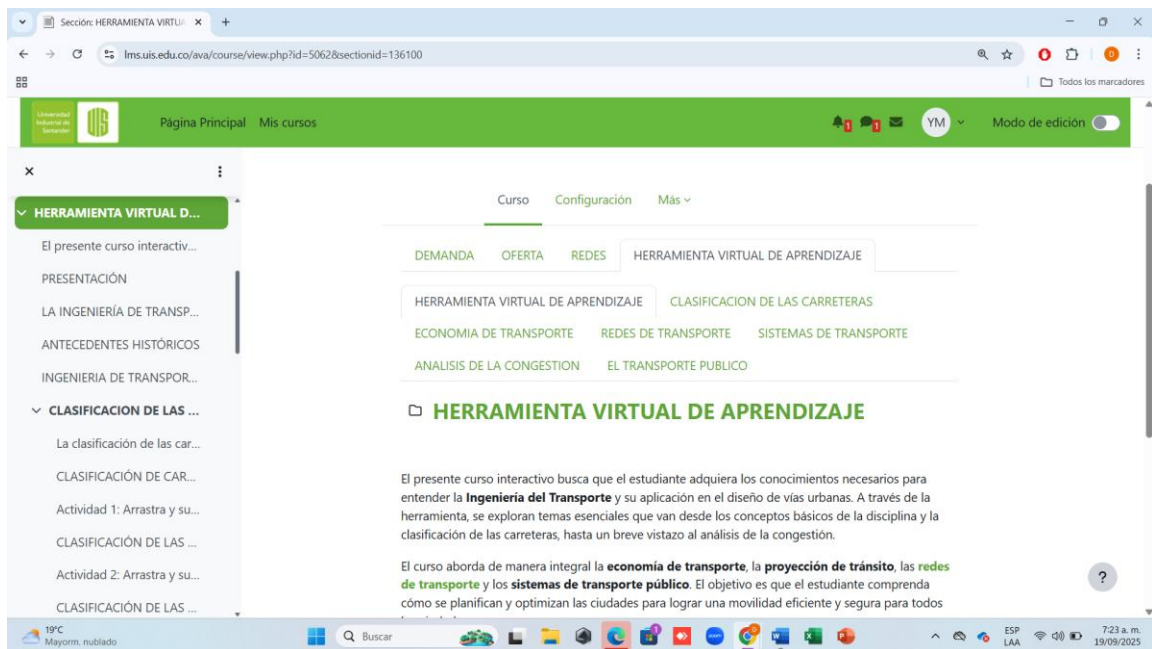 Sección: HERRAMIENTA VIRTUA
lms.uis.edu.co/ava/course/view.php?id=5062&sectionid=136100
Todos los marcadores
Universidad
Industrial de
Santander
UIS
Página Principal
Mis cursos
1
1
YM
Modo de edición
HERRAMIENTA VIRTUAL D...
El presente curso interactiv...
PRESENTACIÓN
LA INGENIERÍA DE TRANSP...
ANTECEDENTES HISTÓRICOS
INGENIERIA DE TRANSPOR...
CLASIFICACION DE LAS ...
La clasificación de las car...
CLASIFICACIÓN DE CAR...
Actividad 1: Arrastra y su...
CLASIFICACIÓN DE LAS ...
Actividad 2: Arrastra y su...
CLASIFICACIÓN DE LAS ...
Curso Configuración Más
DEMANDA OFERTA REDES HERRAMIENTA VIRTUAL DE APRENDIZAJE
HERRAMIENTA VIRTUAL DE APRENDIZAJE CLASIFICACION DE LAS CARRETERAS
ECONOMIA DE TRANSPORTE REDES DE TRANSPORTE SISTEMAS DE TRANSPORTE
ANALISIS DE LA CONGESTION EL TRANSPORTE PUBLICO
HERRAMIENTA VIRTUAL DE APRENDIZAJE
El presente curso interactivo busca que el estudiante adquiera los conocimientos necesarios para
entender la Ingeniería del Transporte y su aplicación en el diseño de vías urbanas. A través de la
herramienta, se exploran temas esenciales que van desde los conceptos básicos de la disciplina y la
clasificación de las carreteras, hasta un breve vistazo al análisis de la congestión.
El curso aborda de manera integral la economía de transporte, la proyección de tránsito, las redes
de transporte y los sistemas de transporte público. El objetivo es que el estudiante comprenda
cómo se planifican y optimizan las ciudades para lograr una movilidad eficiente y segura para todos
?
19°C
Mayorm. nublado
Buscar
ESP
LAA
7:23 a. m.
19/09/2025